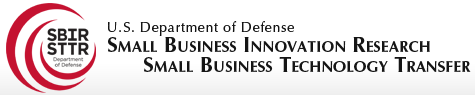 SBIR
STTR
Department
of Defense
U.S. Department of Defense
Small Business Innovation Research
Small Business Technology Transfer